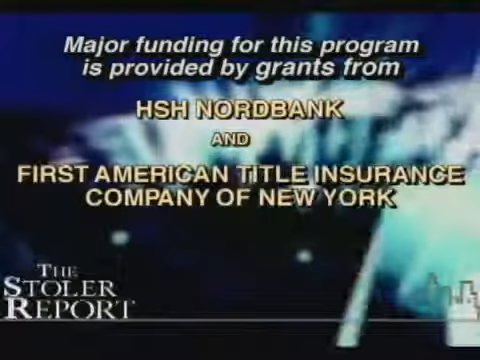 Major funding for this program
is provided by grants from
HSH NORDBANK
AND
FIRST AMERICAN TITLE INSURANCE
COMPANY OF NEW YORK
THE
STOLER
REPORT